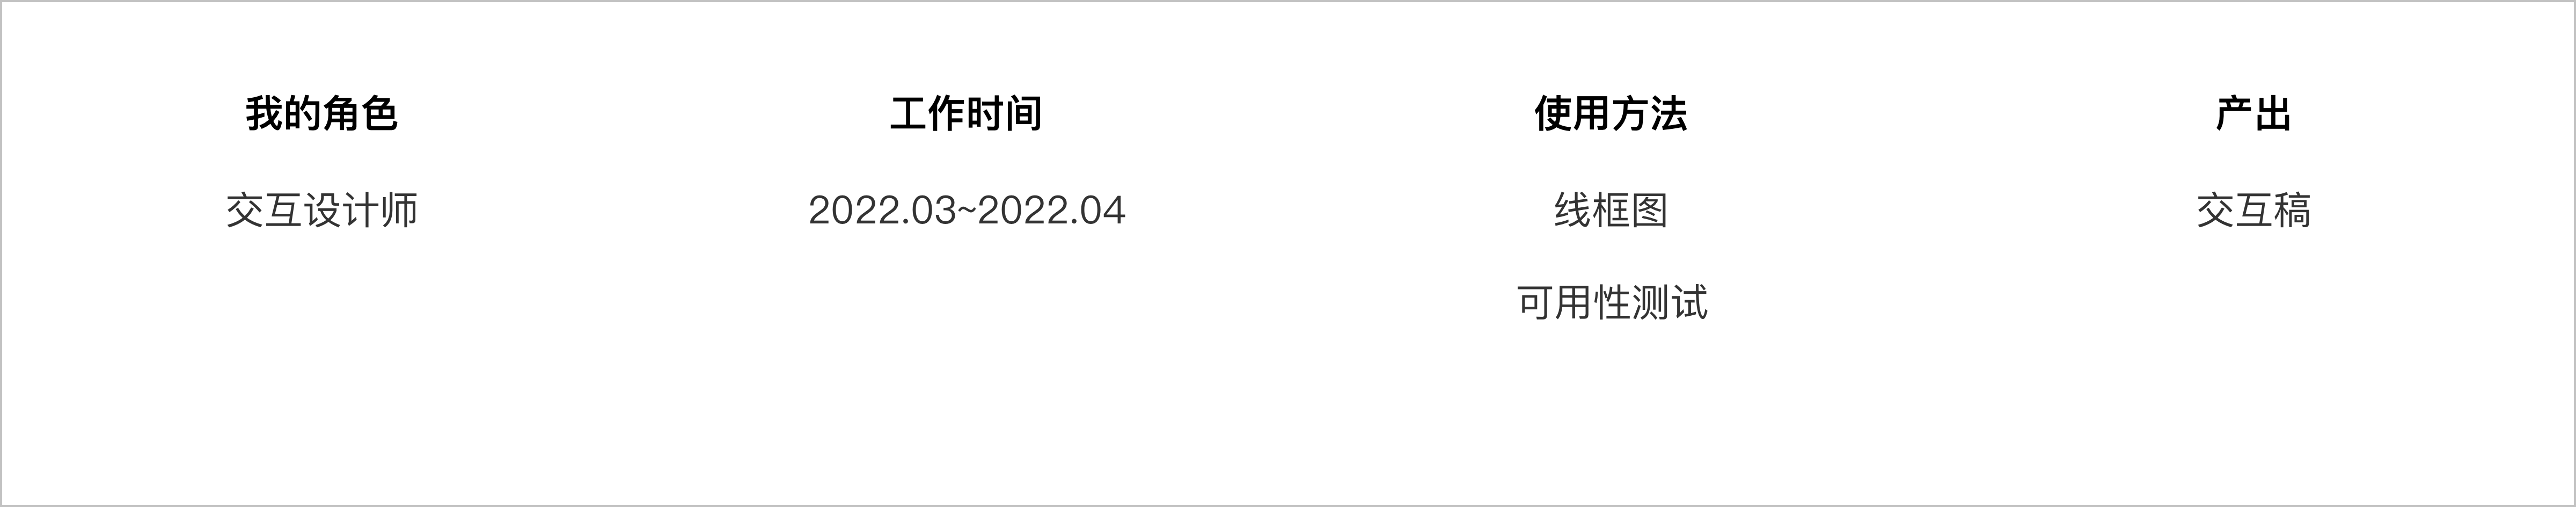 我的角色
交互设计师
工作时间
2022.03~2022.04
使用方法
线框图
可用性测试
产出
交互稿